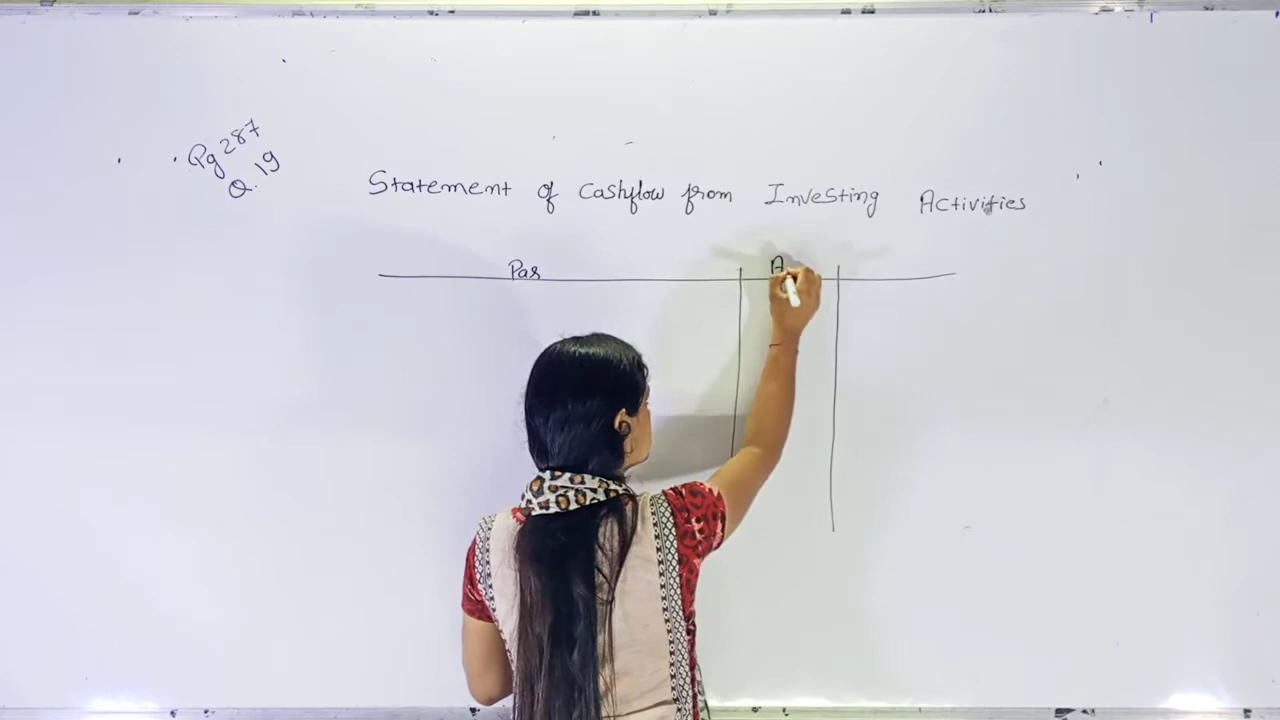 Pg 287
Q. 19
Statement of Cashflow from Investing Activities
Par A